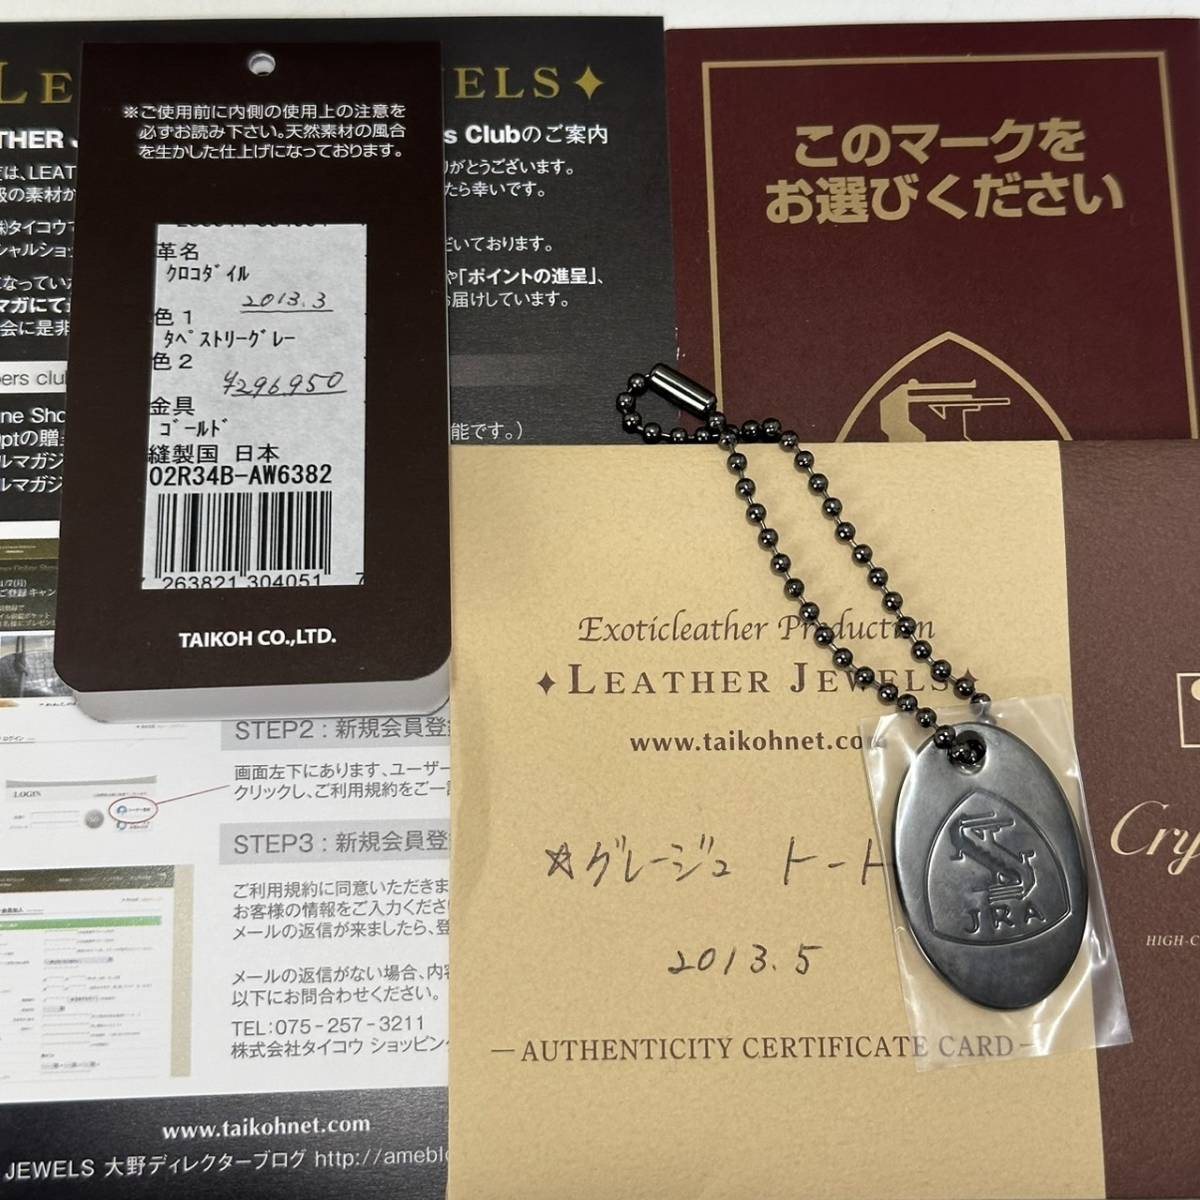 ELS
s Clubのご案内
りがとうございます。
たら幸いです。
だいております。
や「ポイントの進呈」、
お届けしています。
能です。)
※ご使用前に内側の使用上の注意を
必ずお読み下さい。天然素材の風合
を生かした仕上げになっております。
革名
クロコダイル
2013.3
色1
タペストリーグレー
色2
¥296,950
金具
ゴールド
縫製国 日本
02R34B-AW6382
263821 304051 7
TAIKOH CO.,LTD.
このマークを
お選びください
Exoticleather Production
LEATHER JEWELS
www.taikohnet.co
☆グレージュ トート
2013.5
AUTHENTICITY CERTIFICATE CARD
JRA
Cry
HIGH-C
STEP2：新規会員登
画面左下にあります、ユーザー
クリックし、ご利用規約をご一
LOGIN
STEP3：新規会員登
ご利用規約に同意いただきま
お客様の情報をご入力くださ
メールの返信が来ましたら、登
メールの返信がない場合、内容
以下にお問合わせください。
TEL:075-257-3211
株式会社タイコウ ショッピング
www.taikohnet.com
JEWELS 大野ディレクターブログ http://ameblo